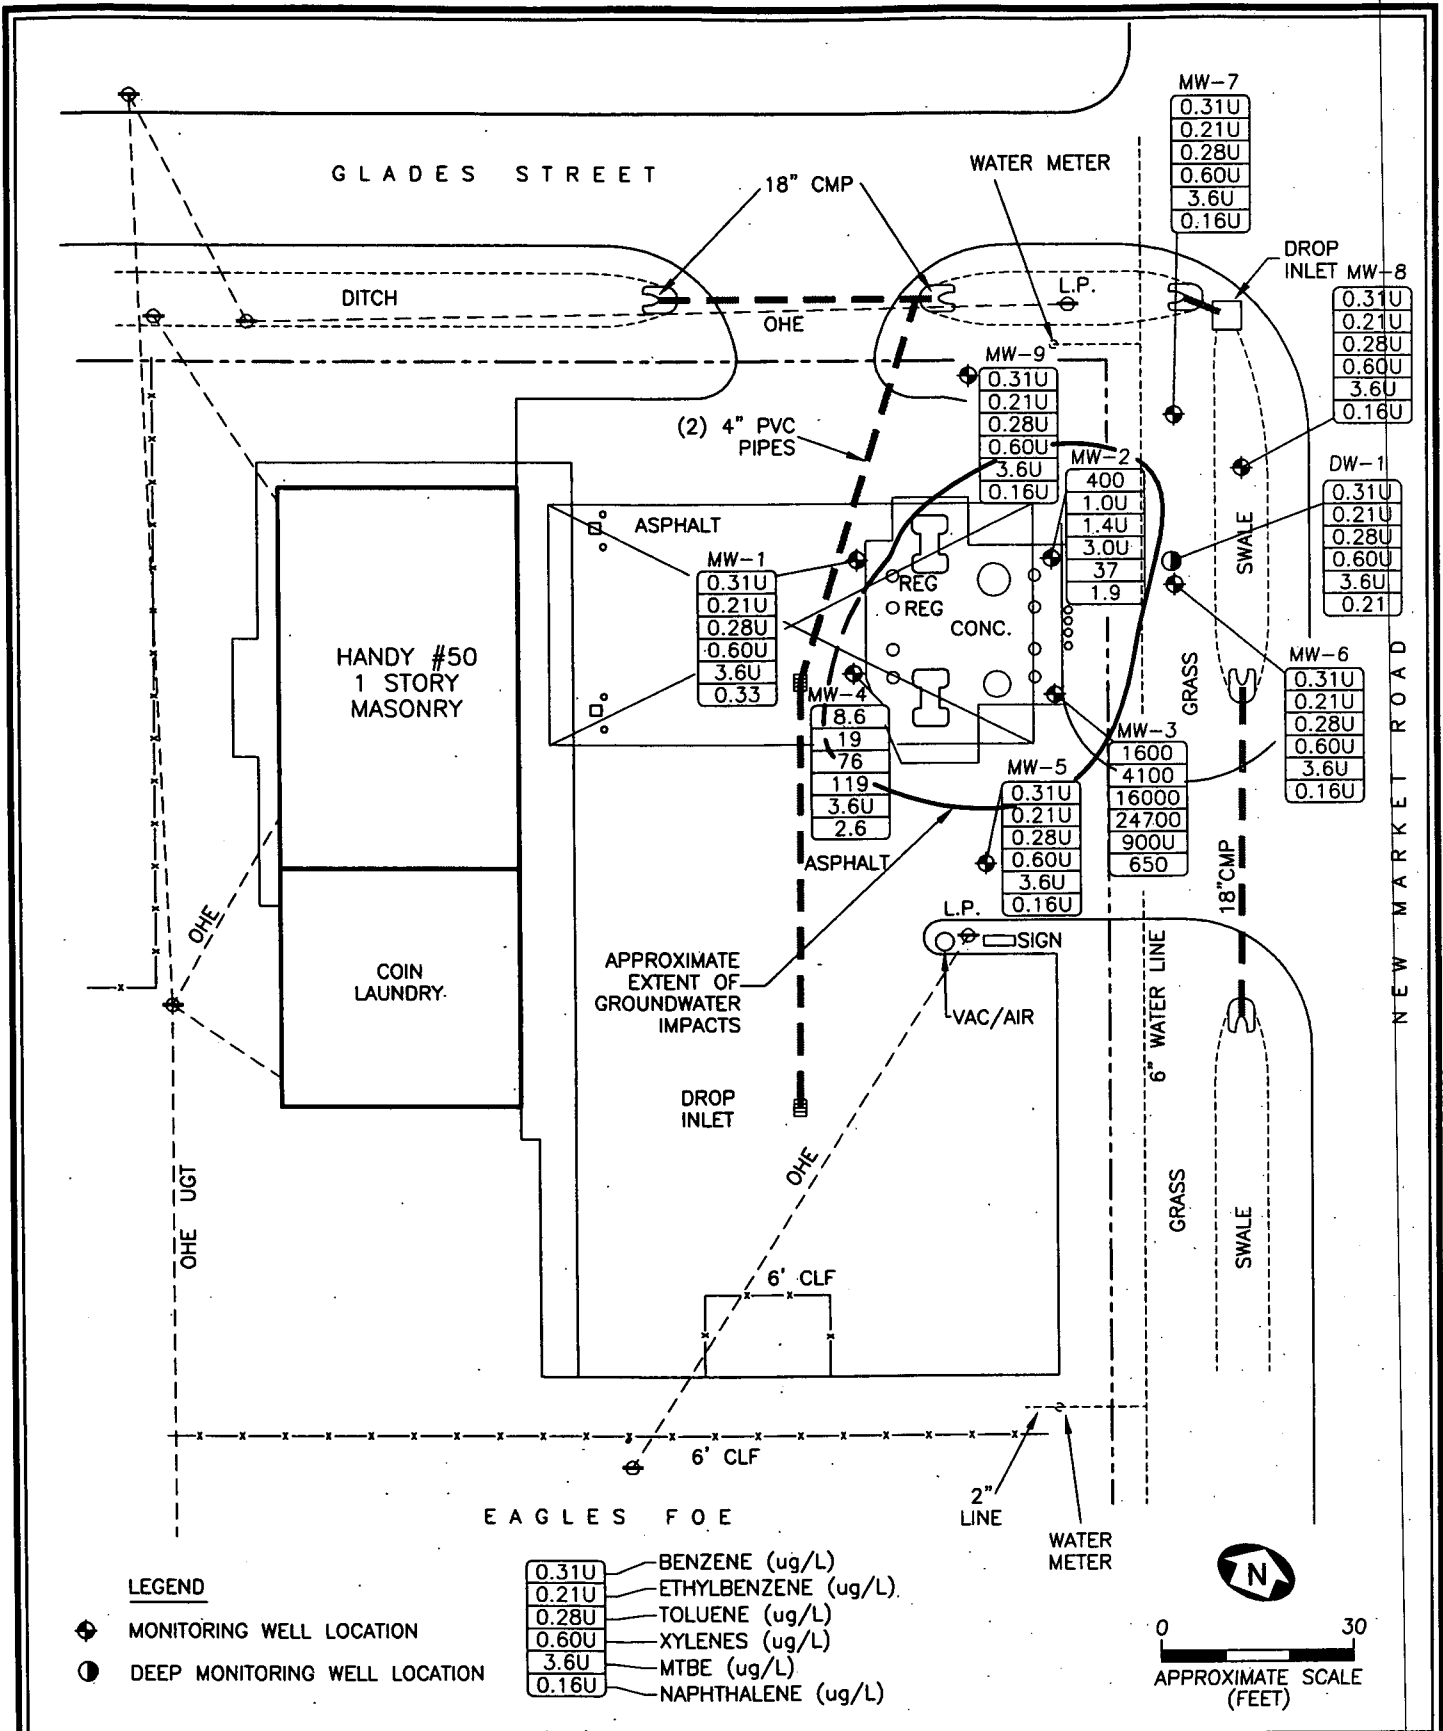 MW-7
0.31U
0.21U
0.28U
0.60U
3.6U
0.16U
GLADES STREET
18" CMP
WATER METER
DROP
INLET
MW-8
0.31U
0.21U
0.28U
0.60U
3.6U
0.16U
DITCH
OHE
L.P.
MW-9
0.31U
0.21U
0.28U
0.60U
3.6U
0.16U
(2) 4" PVC
PIPES
MW-2
400
1.0U
1.4U
3.0U
37
1.9
DW-1
0.31U
0.21U
0.28U
0.60U
3.6U
0.21
ASPHALT
MW-1
0.31U
0.21U
0.28U
0.60U
3.6U
0.33
REG
REG
CONC.
SWALE
GRASS
HANDY #50
1 STORY
MASONRY
MW-4
8.6
19
76
119
3.6U
2.6
MW-3
1600
4100
16000
24700
900U
650
MW-6
0.31U
0.21U
0.28U
0.60U
3.6U
0.16U
MW-5
0.31U
0.21U
0.28U
0.60U
3.6U
0.16U
ASPHALT
18"CMP
NEW MARKET ROAD
OHE
L.P.
SIGN
COIN
LAUNDRY
APPROXIMATE
EXTENT OF
GROUNDWATER
IMPACTS
VAC/AIR
6" WATER LINE
DROP
INLET
OHE
OHE UGT
GRASS
SWALE
6' CLF
6' CLF
2"
LINE
WATER
METER
EAGLES FOE
LEGEND
MONITORING WELL LOCATION
DEEP MONITORING WELL LOCATION
0.31U BENZENE (ug/L)
0.21U ETHYLBENZENE (ug/L)
0.28U TOLUENE (ug/L)
0.60U XYLENES (ug/L)
3.6U MTBE (ug/L)
0.16U NAPHTHALENE (ug/L)
N
0 30
APPROXIMATE SCALE
(FEET)